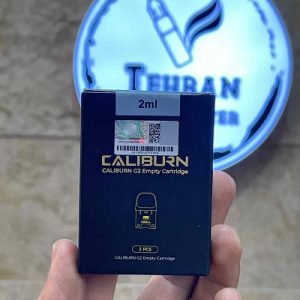 TEHRAN
2ml
CALIBURN
CALIBURN G2 Empty Cartridge
2 PCS
CALIBURN G2 Empty Cartridge